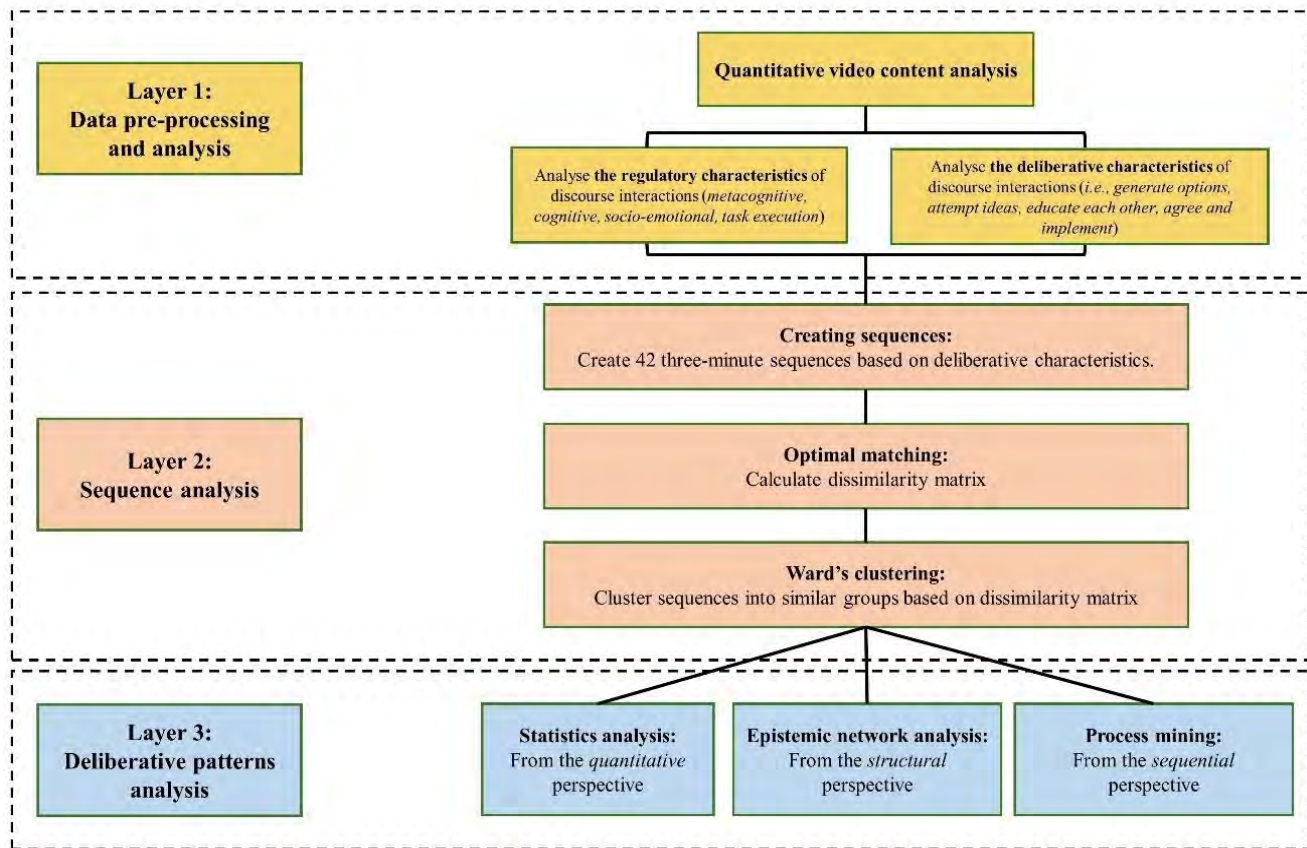 Layer 1:
Data pre-processing
and analysis
Quantitative video content analysis
Analyse the regulatory characteristics of
discourse interactions (metacognitive,
cognitive, socio-emotional, task execution)
Analyse the deliberative characteristics of
discourse interactions (i.e., generate options,
attempt ideas, educate each other, agree and
implement)
Layer 2:
Sequence analysis
Creating sequences:
Create 42 three-minute sequences based on deliberative characteristics.
Optimal matching:
Calculate dissimilarity matrix
Ward’s clustering:
Cluster sequences into similar groups based on dissimilarity matrix
Layer 3:
Deliberative patterns
analysis
Statistics analysis:
From the quantitative
perspective
Epistemic network analysis:
From the structural
perspective
Process mining:
From the sequential
perspective